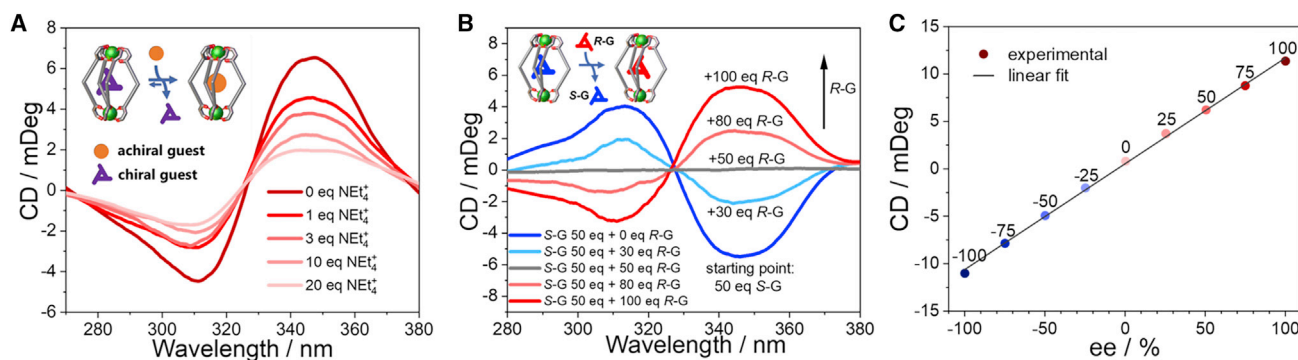 A
CD / mDeg
8
6
4
2
0
-2
-4
-6
achiral guest
chiral guest
0 eq NEt₄⁺
1 eq NEt₄⁺
3 eq NEt₄⁺
10 eq NEt₄⁺
20 eq NEt₄⁺
280 300 320 340 360 380
Wavelength / nm
B
CD / mDeg
8
6
4
2
0
-2
-4
-6
-8
R-G
S-G
+100 eq R-G
R-G
+80 eq R-G
+50 eq R-G
+30 eq R-G
S-G 50 eq + 0 eq R-G
S-G 50 eq + 30 eq R-G
S-G 50 eq + 50 eq R-G
S-G 50 eq + 80 eq R-G
S-G 50 eq + 100 eq R-G
starting point:
50 eq S-G
280 300 320 340 360 380
Wavelength / nm
C
CD / mDeg
15
10
5
0
-5
-10
-15
experimental
linear fit
100
75
50
25
0
-25
-50
-75
-100
-100 -50 0 50 100
ee / %